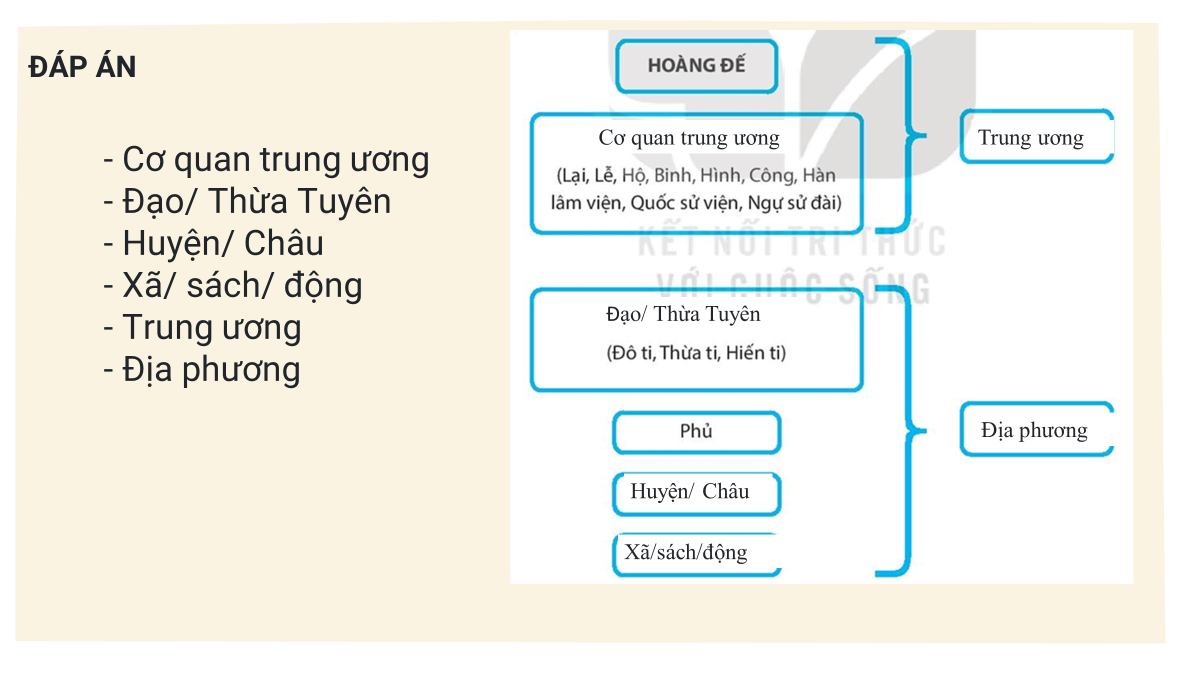 ĐÁP ÁN
- Cơ quan trung ương
- Đạo/ Thừa Tuyên
- Huyện/ Châu
- Xã/ sách/ động
- Trung ương
- Địa phương
HOÀNG ĐẾ
Cơ quan trung ương
(Lại, Lễ, Hộ, Binh, Hình, Công, Hàn
lâm viện, Quốc sử viện, Ngự sử đài)
Trung ương
KẾT NỐI TRI THỨC
VỚI CUỘC SỐNG
Đạo/ Thừa Tuyên
(Đô ti, Thừa ti, Hiến ti)
Phủ
Huyện/ Châu
Xã/sách/động
Địa phương